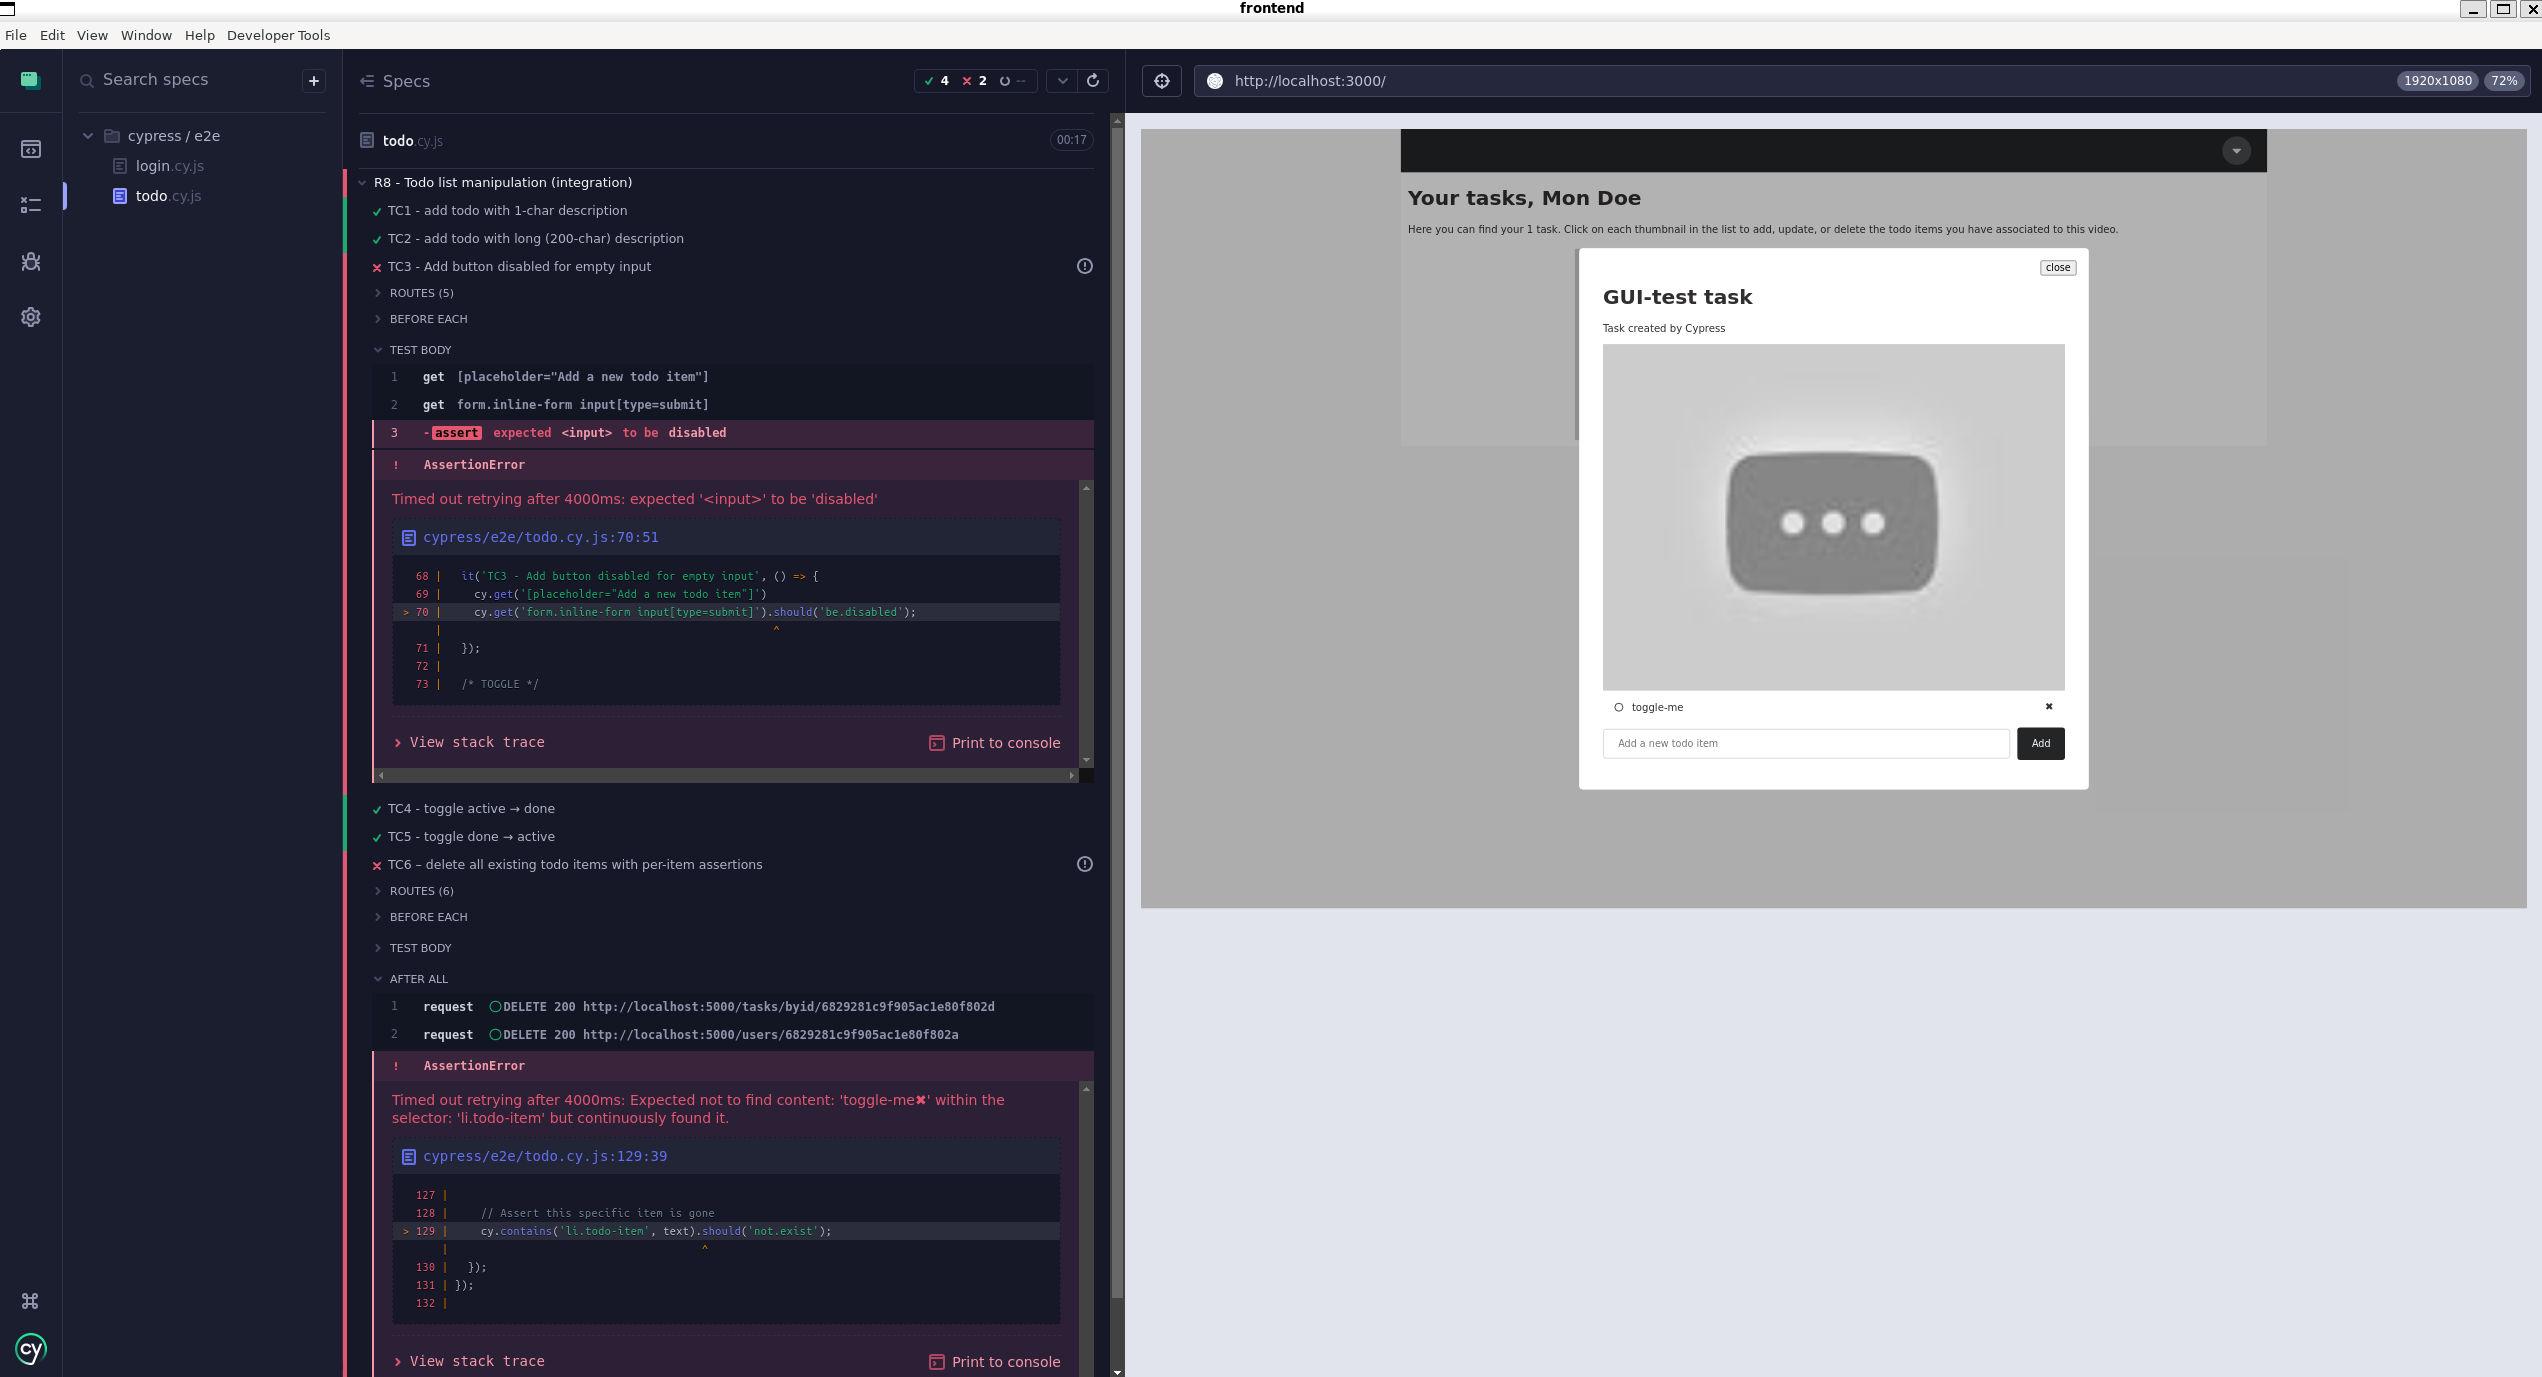 frontend
File Edit View Window Help Developer Tools
Search specs
+
cypress / e2e
login.cy.js
todo.cy.js
cy
Specs
4 2 --
todo.cy.js
00:17
R8 - Todo list manipulation (integration)
TC1 - add todo with 1-char description
TC2 - add todo with long (200-char) description
TC3 - Add button disabled for empty input
ROUTES (5)
BEFORE EACH
TEST BODY
1 get [placeholder="Add a new todo item"]
2 get form.inline-form input[type=submit]
3 -assert expected <input> to be disabled
! AssertionError
Timed out retrying after 4000ms: expected '<input>' to be 'disabled'
cypress/e2e/todo.cy.js:70:51
68 | it('TC3 - Add button disabled for empty input', () => {
69 | cy.get('[placeholder="Add a new todo item"]')
> 70 | cy.get('form.inline-form input[type=submit]').should('be.disabled');
| ^
71 | });
72 |
73 | /* TOGGLE */
> View stack trace
Print to console
TC4 - toggle active → done
TC5 - toggle done → active
TC6 – delete all existing todo items with per-item assertions
ROUTES (6)
BEFORE EACH
TEST BODY
AFTER ALL
1 request DELETE 200 http://localhost:5000/tasks/byid/6829281c9f905ac1e80f802d
2 request DELETE 200 http://localhost:5000/users/6829281c9f905ac1e80f802a
! AssertionError
Timed out retrying after 4000ms: Expected not to find content: 'toggle-me✖' within the
selector: 'li.todo-item' but continuously found it.
cypress/e2e/todo.cy.js:129:39
127 |
128 | // Assert this specific item is gone
> 129 | cy.contains('li.todo-item', text).should('not.exist');
| ^
130 | });
131 | });
132 |
> View stack trace
Print to console
http://localhost:3000/
1920x1080 72%
Your tasks, Mon Doe
Here you can find your 1 task. Click on each thumbnail in the list to add, update, or delete the todo items you have associated to this video.
close
GUI-test task
Task created by Cypress
toggle-me ✖
Add a new todo item
Add